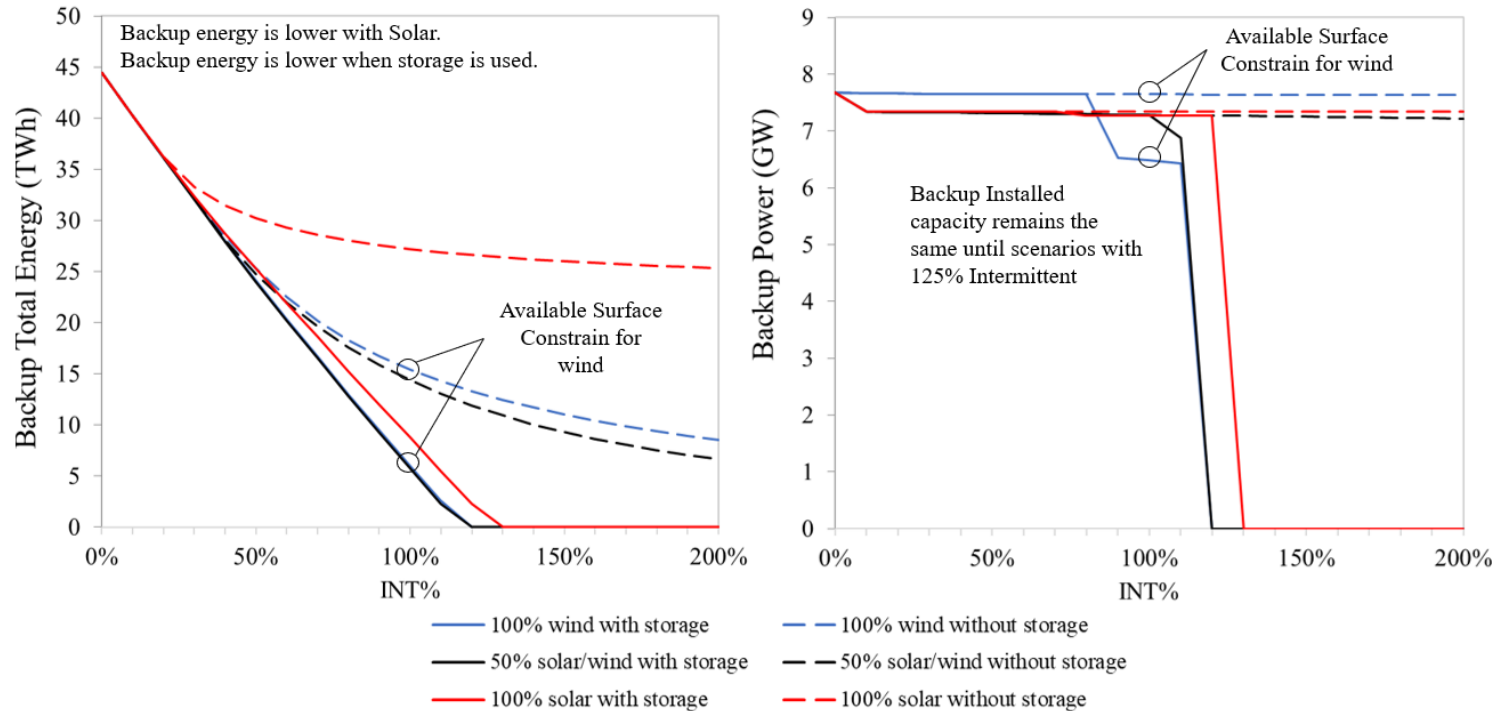 Backup energy is lower with Solar.
Backup energy is lower when storage is used.
Backup Total Energy (TWh)
50
45
40
35
30
25
20
15
10
5
0
Available Surface
Constrain for
wind
0%
50%
100%
150%
200%
INT%
Backup Power (GW)
9
8
7
6
5
4
3
2
1
0
Available Surface
Constrain for wind
Backup Installed
capacity remains the
same until scenarios with
125% Intermittent
0%
50%
100%
150%
200%
INT%
100% wind with storage
100% wind without storage
50% solar/wind with storage
50% solar/wind without storage
100% solar with storage
100% solar without storage